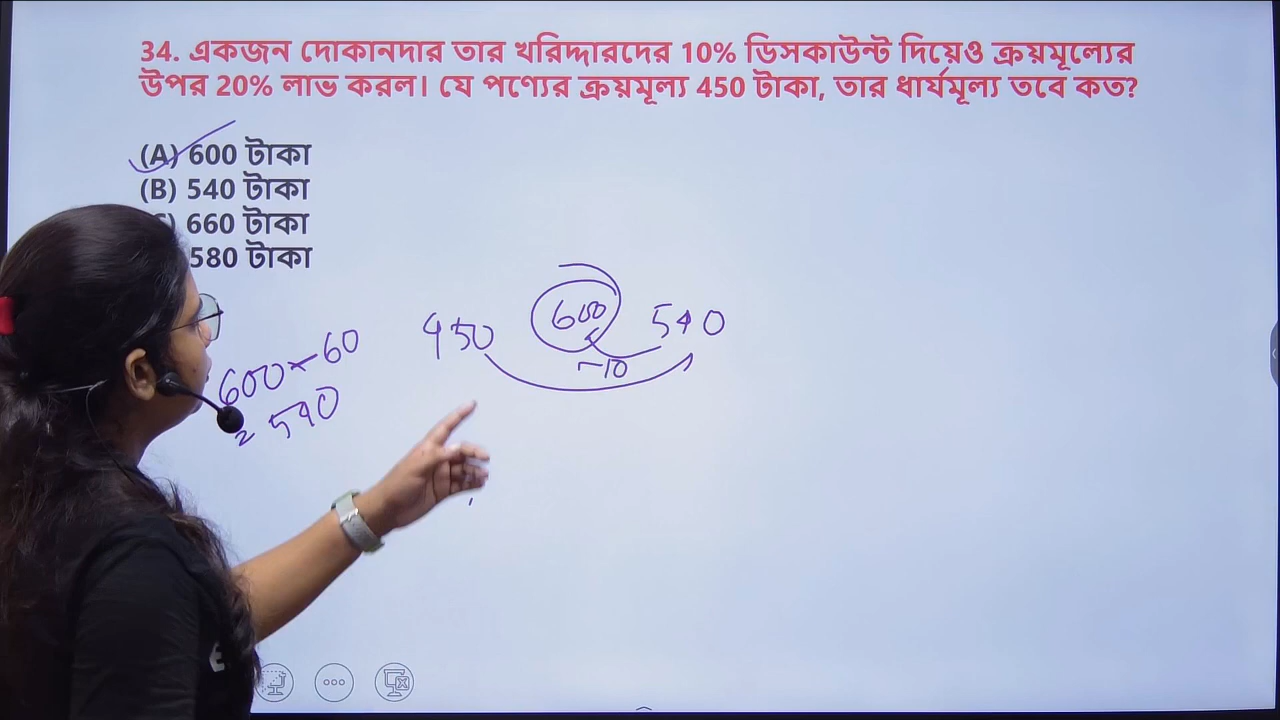 34. একজন দোকানদার তার খরিদ্দারদের 10% ডিসকাউন্ট দিয়েও ক্রয়মূল্যের
উপর 20% লাভ করল। যে পণ্যের ক্রয়মূল্য 450 টাকা, তার ধার্যমূল্য তবে কত?
(A) 600 টাকা
(B) 540 টাকা
660 টাকা
580 টাকা
450 600 540
-10
600 - 60
= 540